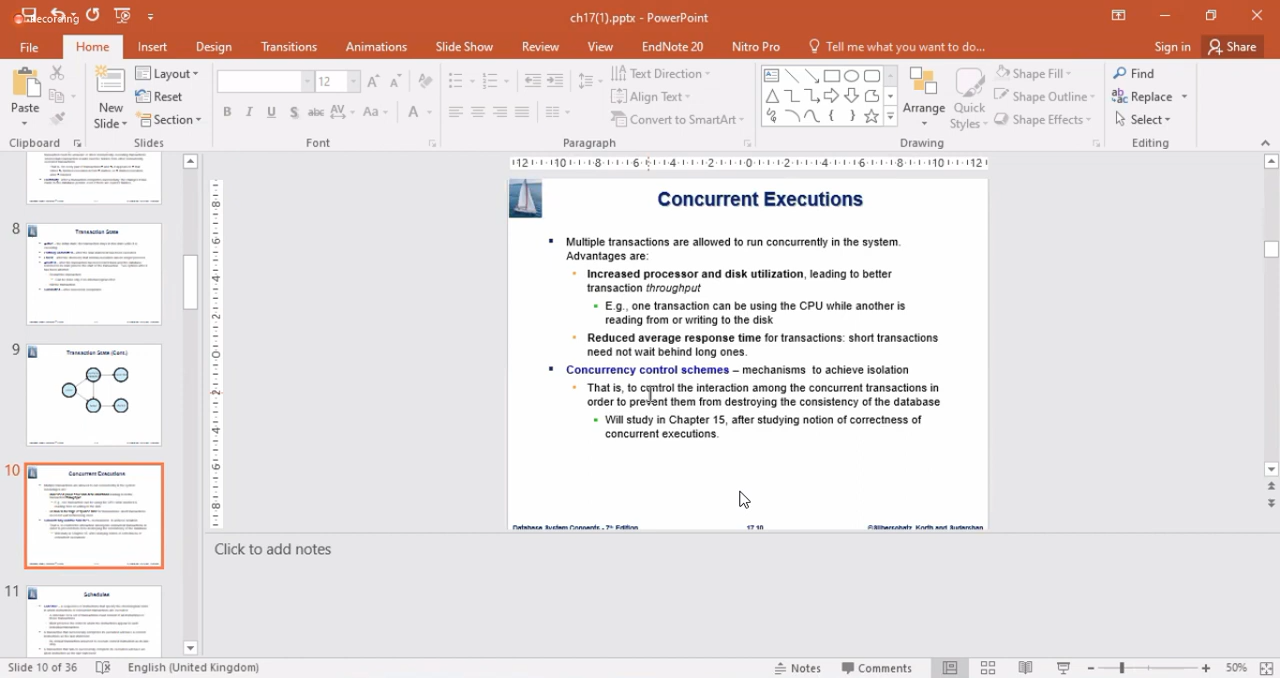 Recording
ch17(1).pptx - PowerPoint
File Home Insert Design Transitions Animations Slide Show Review View EndNote 20 Nitro Pro Tell me what you want to do... Sign in Share
Paste
Clipboard
New
Slide
Layout
Reset
Section
Slides
12
B I U S abc AV Aa A
Font
Text Direction
Align Text
Convert to SmartArt
Paragraph
Arrange
Quick
Styles
Shape Fill
Shape Outline
Shape Effects
Drawing
Find
Replace
Select
Editing
8
Transaction State
9
Transaction State (Cont.)
10
Concurrent Executions
11
Schedules
Concurrent Executions
Multiple transactions are allowed to run concurrently in the system.
Advantages are:
Increased processor and disk utilization, leading to better
transaction throughput
E.g., one transaction can be using the CPU while another is
reading from or writing to the disk
Reduced average response time for transactions: short transactions
need not wait behind long ones.
Concurrency control schemes – mechanisms to achieve isolation
That is, to control the interaction among the concurrent transactions in
order to prevent them from destroying the consistency of the database
Will study in Chapter 15, after studying notion of correctness of
concurrent executions.
Database System Concepts - 7th Edition 17.10 ©Silberschatz, Korth and Sudarshan
Click to add notes
Slide 10 of 36 English (United Kingdom) Notes Comments 50%